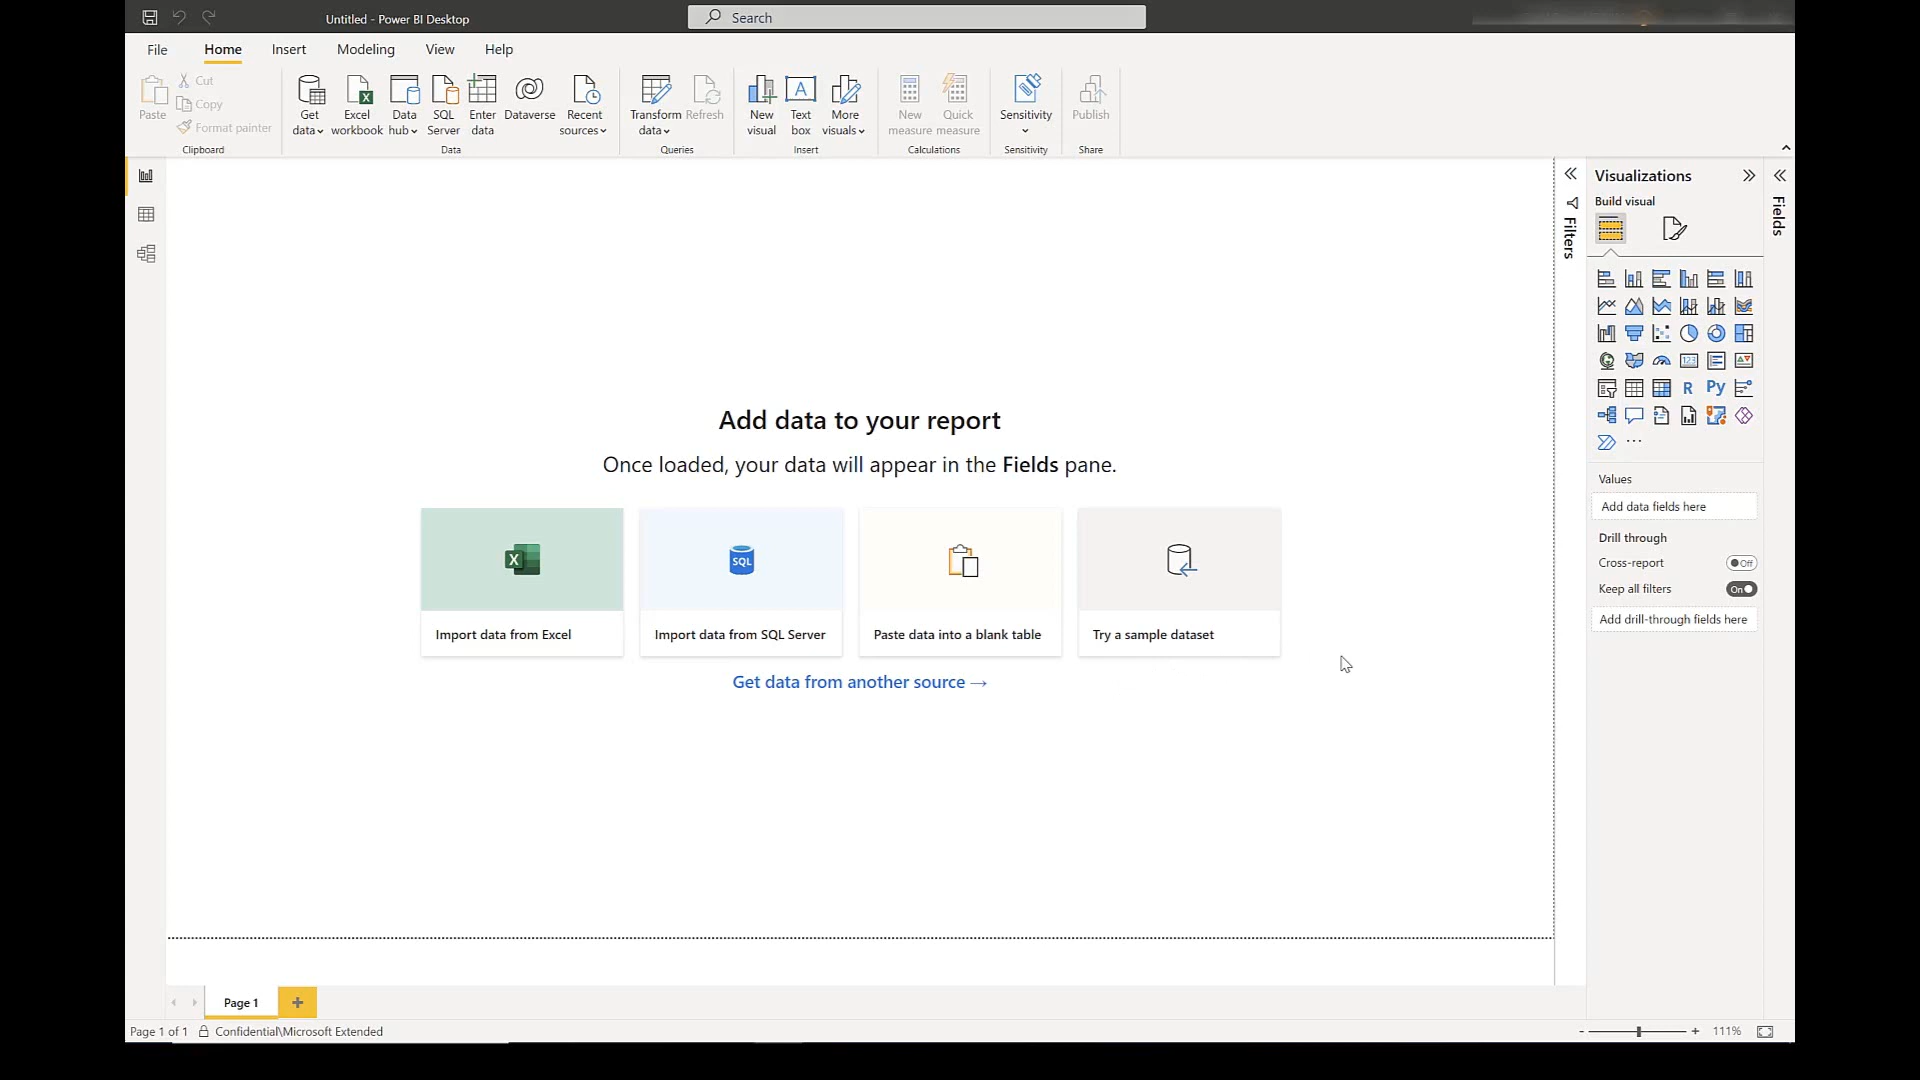 Untitled - Power BI Desktop
Search
File Home Insert Modeling View Help
Paste
Cut
Copy
Format painter
Clipboard
Get data
Excel workbook
Data hub
SQL Server
Enter data
Dataverse
Recent sources
Data
Transform data
Refresh
Queries
New visual
Text box
More visuals
Insert
New measure
Quick measure
Calculations
Sensitivity
Sensitivity
Publish
Share
Filters
Visualizations
Build visual
Fields
123
R
Py
Values
Add data fields here
Drill through
Cross-report Off
Keep all filters On
Add drill-through fields here
Add data to your report
Once loaded, your data will appear in the Fields pane.
X
SQL
Import data from Excel
Import data from SQL Server
Paste data into a blank table
Try a sample dataset
Get data from another source →
Page 1
+
Page 1 of 1 Confidential\Microsoft Extended
- + 111%